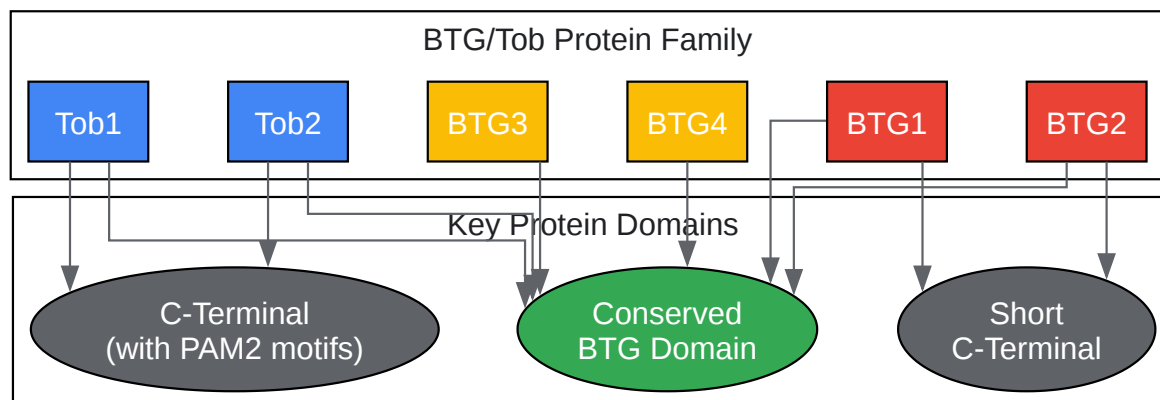 BTG/Tob Protein Family
Tob1
Tob2
BTG3
BTG4
BTG1
BTG2
Key Protein Domains
C-Terminal
(with PAM2 motifs)
Conserved
BTG Domain
Short
C-Terminal